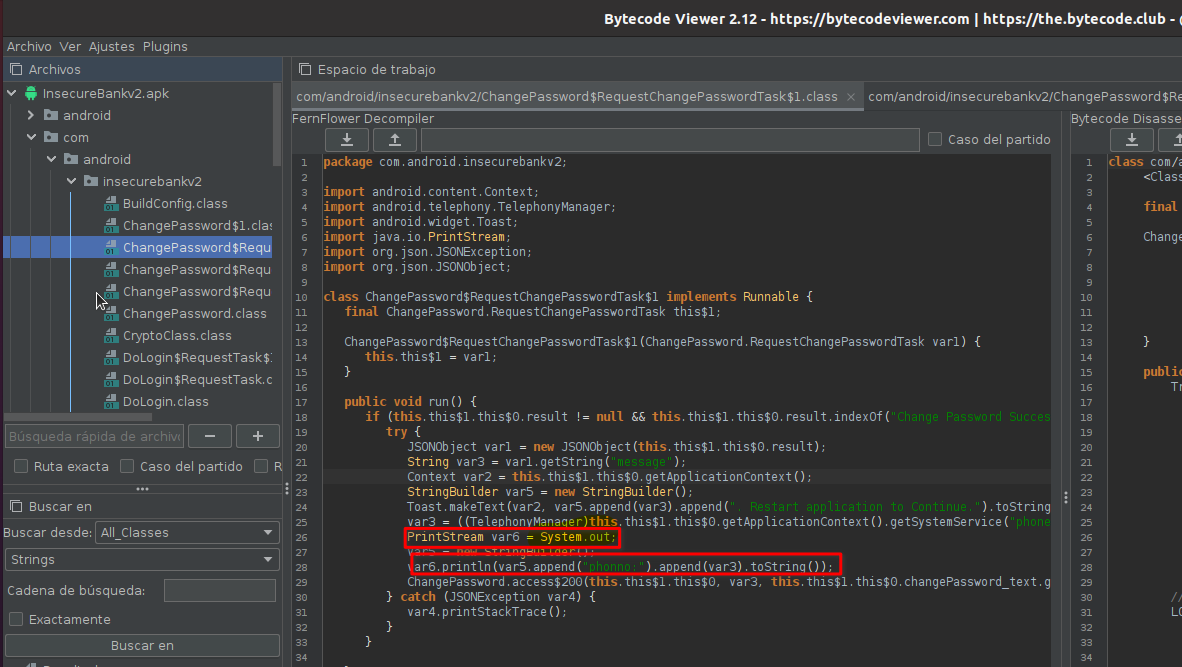 Bytecode Viewer 2.12 - https://bytecodeviewer.com | https://the.bytecode.club -
Archivo Ver Ajustes Plugins
Archivos
InsecureBankv2.apk
android
com
android
insecurebankv2
BuildConfig.class
ChangePassword$1.clas
ChangePassword$Requ
ChangePassword$Requ
ChangePassword$Requ
ChangePassword.class
CryptoClass.class
DoLogin$RequestTask$1
DoLogin$RequestTask.c
DoLogin.class
Búsqueda rápida de archivo
− +
Ruta exacta Caso del partido R
Buscar en
Buscar desde: All_Classes
Strings
Cadena de búsqueda:
Exactamente
Buscar en
Espacio de trabajo
com/android/insecurebankv2/ChangePassword$RequestChangePasswordTask$1.class × com/android/insecurebankv2/ChangePassword$Re
FernFlower Decompiler
Caso del partido
1 package com.android.insecurebankv2;
2
3 import android.content.Context;
4 import android.telephony.TelephonyManager;
5 import android.widget.Toast;
6 import java.io.PrintStream;
7 import org.json.JSONException;
8 import org.json.JSONObject;
9
10 class ChangePassword$RequestChangePasswordTask$1 implements Runnable {
11 final ChangePassword.RequestChangePasswordTask this$1;
12
13 ChangePassword$RequestChangePasswordTask$1(ChangePassword.RequestChangePasswordTask var1) {
14 this.this$1 = var1;
15 }
16
17 public void run() {
18 if (this.this$1.this$0.result != null && this.this$1.this$0.result.indexOf("Change Password Succes
19 try {
20 JSONObject var1 = new JSONObject(this.this$1.this$0.result);
21 String var3 = var1.getString("message");
22 Context var2 = this.this$1.this$0.getApplicationContext();
23 StringBuilder var5 = new StringBuilder();
24 Toast.makeText(var2, var5.append(var3).append(". Restart application to Continue.").toString
25 var3 = ((TelephonyManager)this.this$1.this$0.getApplicationContext().getSystemService("phone
26 PrintStream var6 = System.out;
27 var5 = new StringBuilder();
28 var6.println(var5.append("phonno:").append(var3).toString());
29 ChangePassword.access$200(this.this$1.this$0, var3, this.this$1.this$0.changePassword_text.g
30 } catch (JSONException var4) {
31 var4.printStackTrace();
32 }
33 }
34
Bytecode Disasse
1 class com/a
2 <Class
3
4 final
5
6 Chang
7
8
9
10
11
12
13 }
14
15 public
16 Tr
17
18
19
20
21
22
23
24
25
26
27
28
29
30 //
31 L0
32
33
34